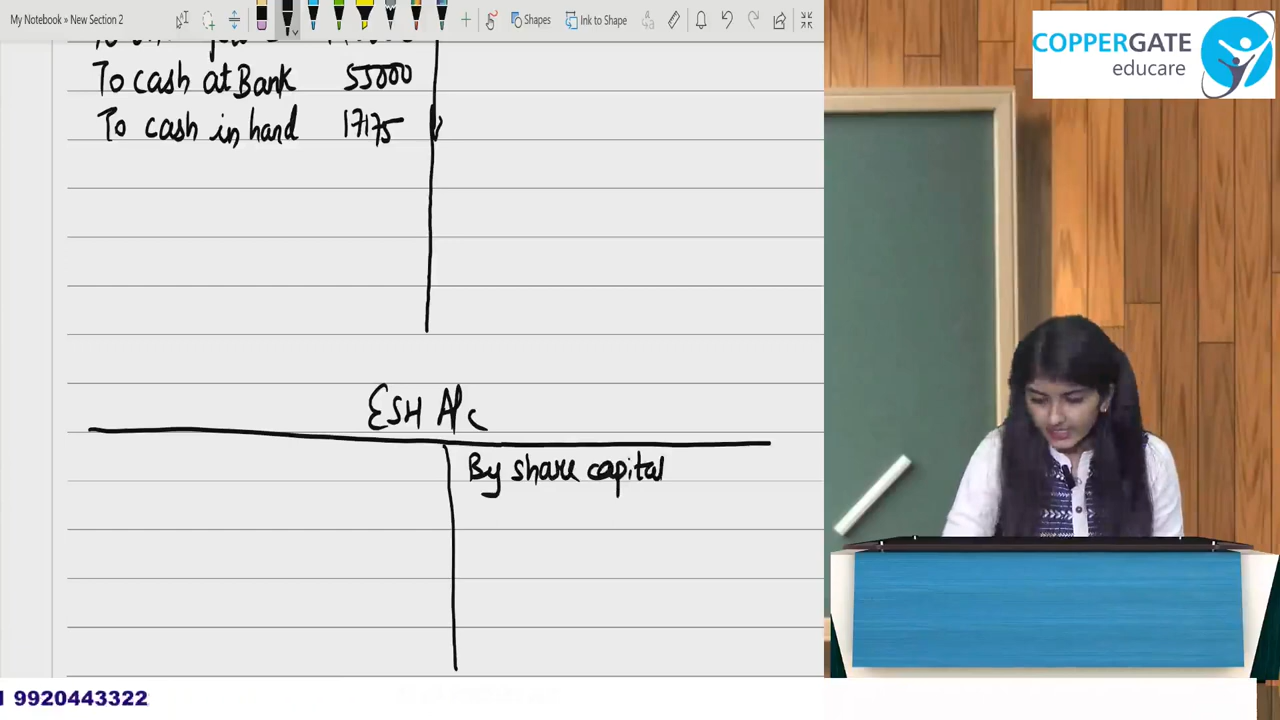 My Notebook » New Section 2
Shapes
Ink to Shape
COPPERGATE
educare
To cash at Bank 55000
To cash in hand 17175
ESH A/c
By share capital
9920443322